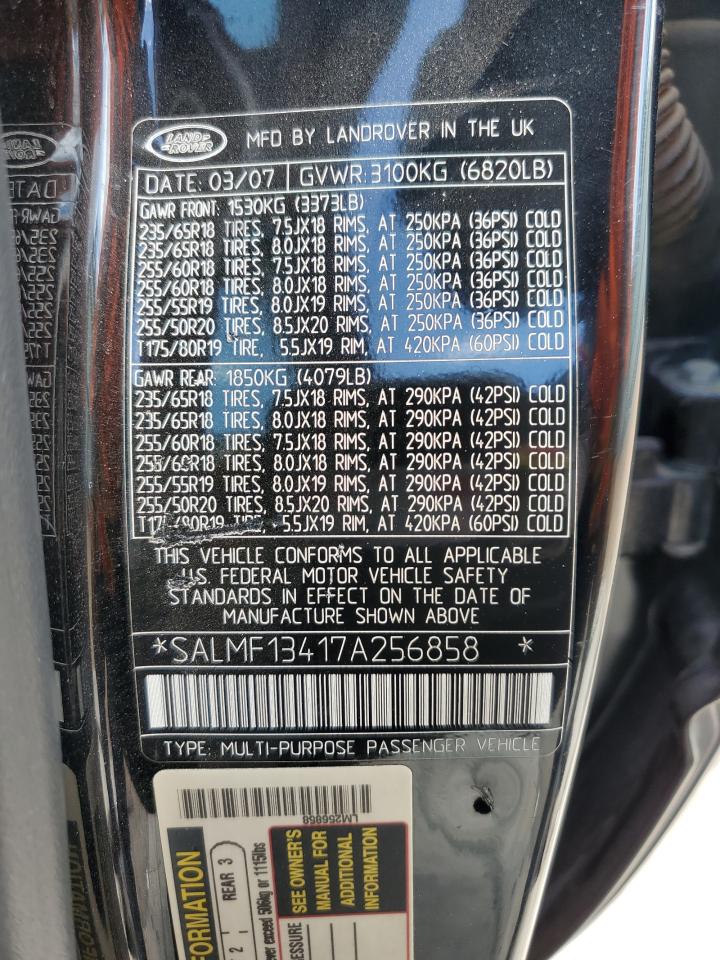 LAND ROVER
MFD BY LANDROVER IN THE UK
DATE: 03/07 GVWR:3100KG (6820LB)
GAWR FRONT: 1530KG (3373LB)
235/65R18 TIRES, 7.5JX18 RIMS, AT 250KPA (36PSI) COLD
235/65R18 TIRES, 8.0JX18 RIMS, AT 250KPA (36PSI) COLD
255/60R18 TIRES, 7.5JX18 RIMS, AT 250KPA (36PSI) COLD
255/60R18 TIRES, 8.0JX18 RIMS, AT 250KPA (36PSI) COLD
255/55R19 TIRES, 8.0JX19 RIMS, AT 250KPA (36PSI) COLD
255/50R20 TIRES, 8.5JX20 RIMS, AT 250KPA (36PSI) COLD
T175/80R19 TIRE, 5.5JX19 RIM, AT 420KPA (60PSI) COLD
GAWR REAR: 1850KG (4079LB)
235/65R18 TIRES, 7.5JX18 RIMS, AT 290KPA (42PSI) COLD
235/65R18 TIRES, 8.0JX18 RIMS, AT 290KPA (42PSI) COLD
255/60R18 TIRES, 7.5JX18 RIMS, AT 290KPA (42PSI) COLD
255/60R18 TIRES, 8.0JX18 RIMS, AT 290KPA (42PSI) COLD
255/55R19 TIRES, 8.0JX19 RIMS, AT 290KPA (42PSI) COLD
255/50R20 TIRES, 8.5JX20 RIMS, AT 290KPA (42PSI) COLD
T175/80R19 TIRE, 5.5JX19 RIM, AT 420KPA (60PSI) COLD
THIS VEHICLE CONFORMS TO ALL APPLICABLE
U.S. FEDERAL MOTOR VEHICLE SAFETY
STANDARDS IN EFFECT ON THE DATE OF
MANUFACTURE SHOWN ABOVE
*SALMF13417A256858 *
TYPE: MULTI-PURPOSE PASSENGER VEHICLE
LM256858
SEE OWNER'S
MANUAL FOR
ADDITIONAL
INFORMATION
REAR 3
2
exceed 506kg or 1115lbs